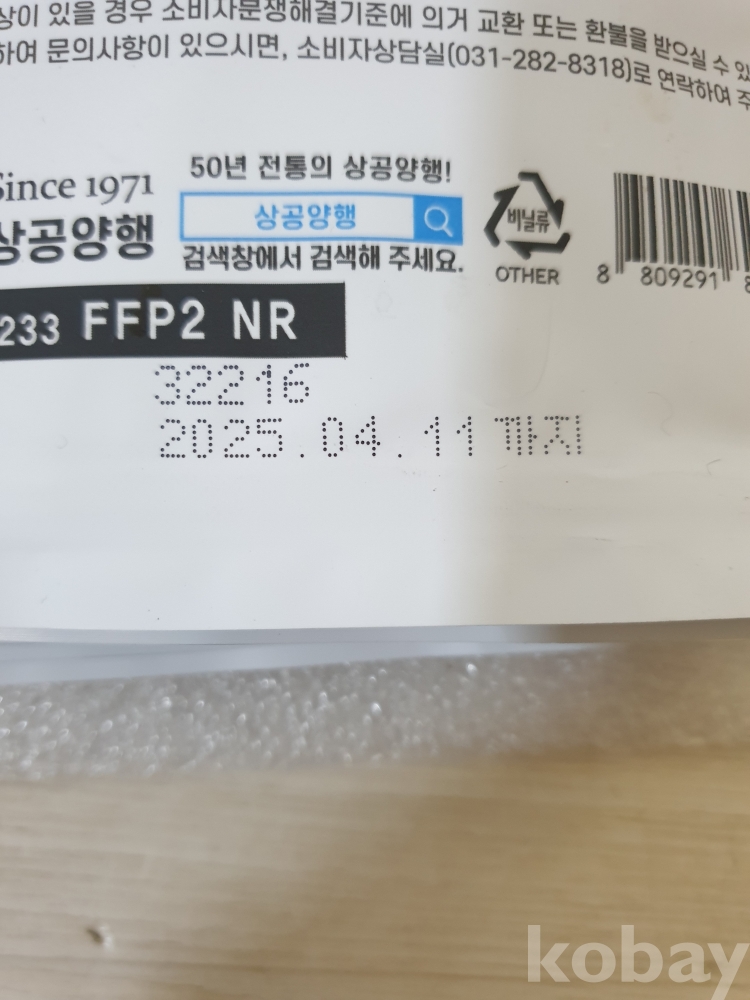 상이 있을 경우 소비자분쟁해결기준에 의거 교환 또는 환불을 받으실 수 있
하여 문의사항이 있으시면, 소비자상담실(031-282-8318)로 연락하여 주
Since 1971
상공양행
50년 전통의 상공양행!
상공양행
검색창에서 검색해 주세요.
비닐류
OTHER
8 809291 8
233 FFP2 NR
32216
2025.04.11 까지
kobay